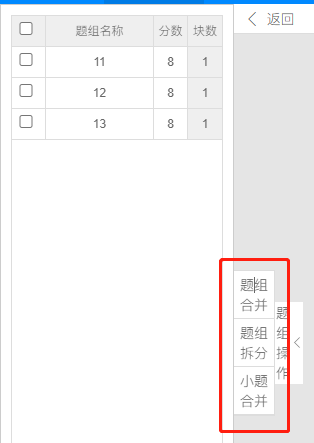 返回
题组名称 分数 块数
11 8 1
12 8 1
13 8 1
题组
合并
题组
拆分
小题
合并
题
组
操
作